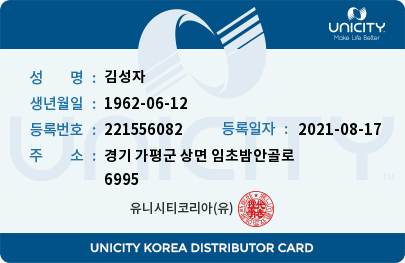 UNICITY
Make Life Better
성 명 : 김성자
생년월일 : 1962-06-12
등록번호 : 221556082 등록일자 : 2021-08-17
주 소 : 경기 가평군 상면 임초밤안골로
6995
UNICITY
유니시티코리아(유)
UNICITY KOREA DISTRIBUTOR CARD